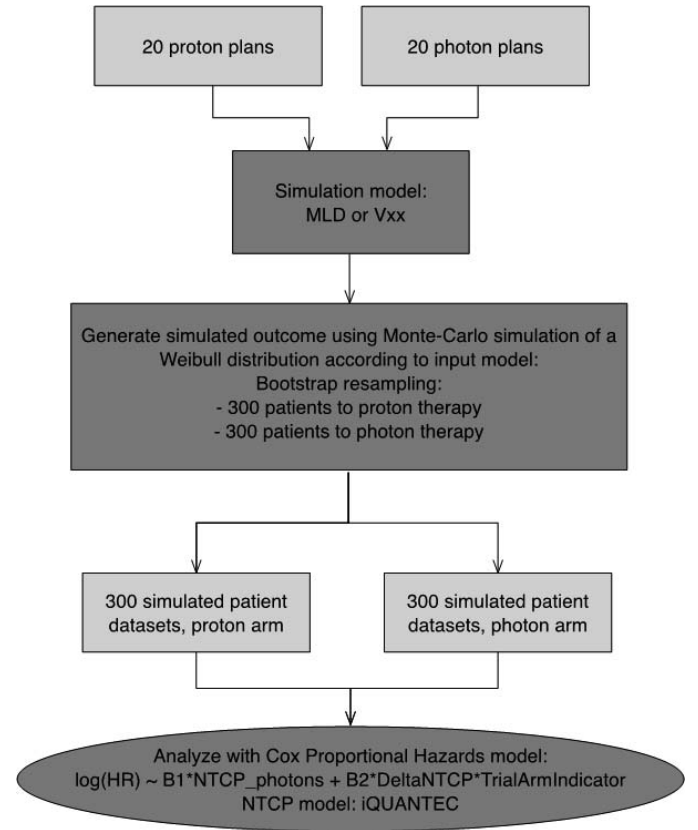 20 proton plans
20 photon plans
Simulation model:
MLD or Vxx
Generate simulated outcome using Monte-Carlo simulation of a
Weibull distribution according to input model:
Bootstrap resampling:
- 300 patients to proton therapy
- 300 patients to photon therapy
300 simulated patient
datasets, proton arm
300 simulated patient
datasets, photon arm
Analyze with Cox Proportional Hazards model:
log(HR) ~ B1*NTCP_photons + B2*DeltaNTCP*TrialArmIndicator
NTCP model: iQUANTEC